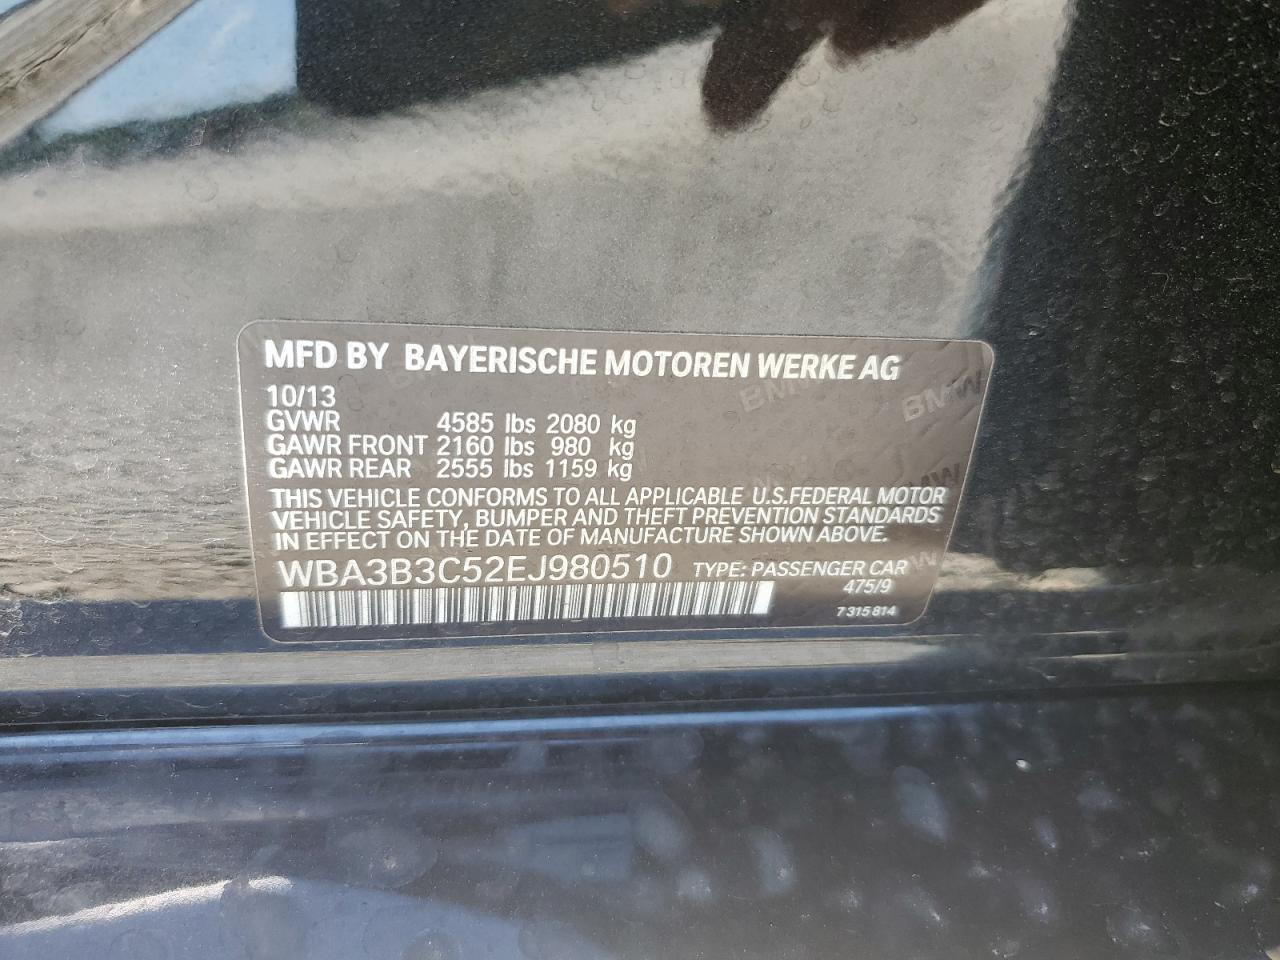 MFD BY BAYERISCHE MOTOREN WERKE AG
10/13
GVWR 4585 lbs 2080 kg
GAWR FRONT 2160 lbs 980 kg
GAWR REAR 2555 lbs 1159 kg
THIS VEHICLE CONFORMS TO ALL APPLICABLE U.S.FEDERAL MOTOR
VEHICLE SAFETY, BUMPER AND THEFT PREVENTION STANDARDS
IN EFFECT ON THE DATE OF MANUFACTURE SHOWN ABOVE.
WBA3B3C52EJ980510 TYPE: PASSENGER CAR
475/9
7 315 814
BMW
BMW
BMW